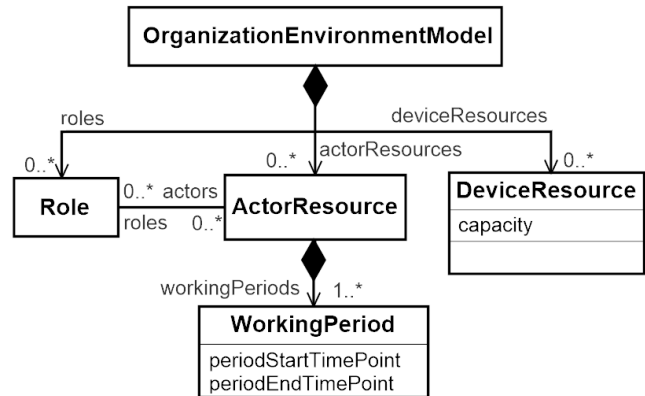 OrganizationEnvironmentModel
roles
deviceResources
actorResources
0..*
0..*
0..*
Role
0..* actors
roles 0..*
ActorResource
DeviceResource
capacity
workingPeriods 1..*
WorkingPeriod
periodStartTimePoint
periodEndTimePoint